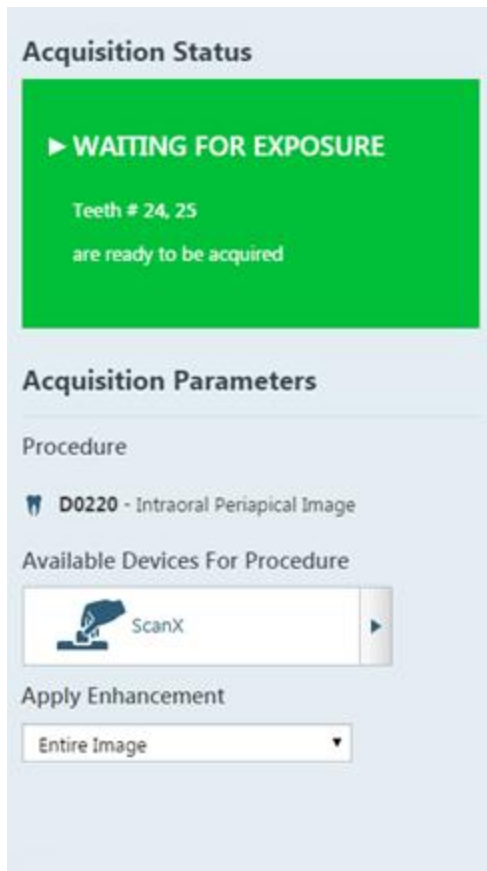 Acquisition Status
WAITING FOR EXPOSURE
Teeth # 24, 25
are ready to be acquired
Acquisition Parameters
Procedure
D0220 - Intraoral Periapical Image
Available Devices For Procedure
ScanX
Apply Enhancement
Entire Image